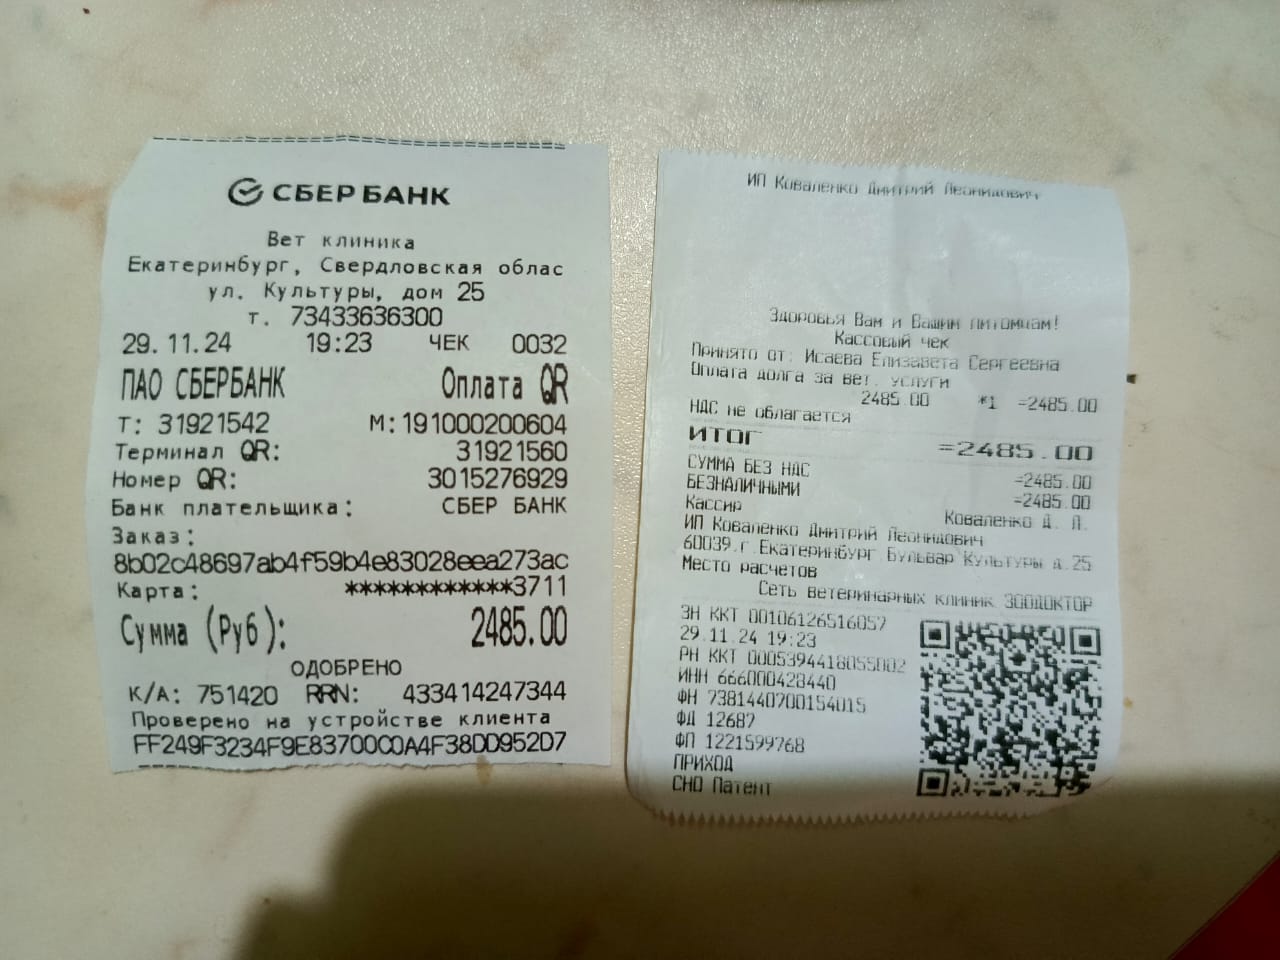 СБЕР БАНК
Вет клиника
Екатеринбург, Свердловская облас
ул. Культуры, дом 25
т. 73433636300
29.11.24 19:23 ЧЕК 0032
ПАО СБЕРБАНК Оплата QR
Т: 31921542 М:191000200604
Терминал QR: 31921560
Номер QR: 3015276929
Банк плательщика: СБЕР БАНК
Заказ:
8b02c48697ab4f59b4e83028eea273ac
Карта: ************3711
Сумма (Руб): 2485.00
ОДОБРЕНО
К/А: 751420 RRN: 433414247344
Проверено на устройстве клиента
FF249F3234F9E83700C0A4F38DD952D7
ИП Коваленко Дмитрий Леонидович
Здоровья Вам и Вашим питомцам!
Кассовый чек
Принято от: Исаева Елизавета Сергеевна
Оплата долга за вет. услуги
2485.00 *1 =2485.00
НДС не облагается
ИТОГ =2485.00
СУММА БЕЗ НДС =2485.00
БЕЗНАЛИЧНЫМИ =2485.00
Кассир Коваленко Д. Л.
ИП Коваленко Дмитрий Леонидович
60039.г.Екатеринбург Бульвар Культуры д.25
Место расчетов
Сеть ветеринарных клиник ЗООДОКТОР
ЗН ККТ 00106126516057
29.11.24 19:23
РН ККТ 0005394418055002
ИНН 666000428440
ФН 7381440700154015
ФД 12687
ФП 1221599768
ПРИХОД
СНО Патент